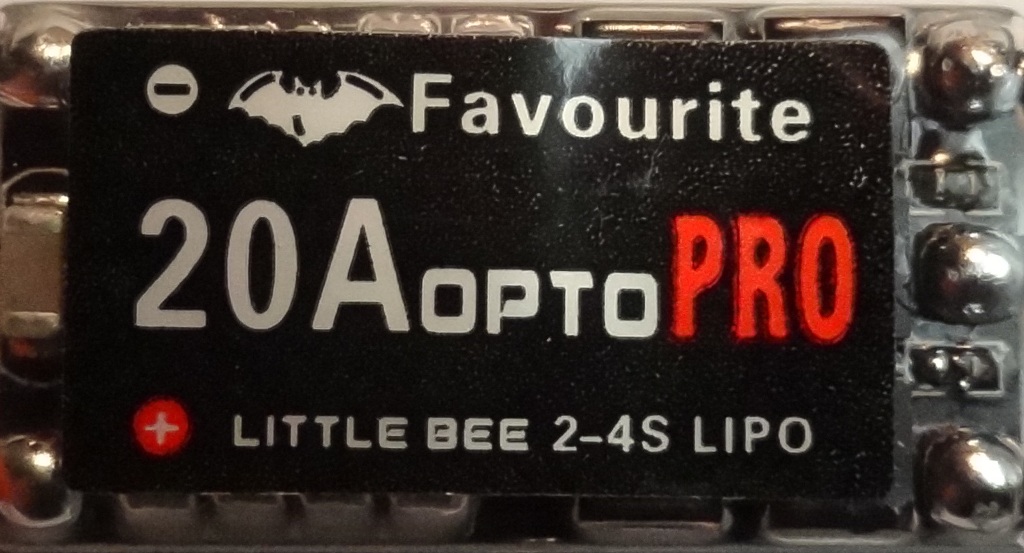 Favourite
20A OPTO PRO
LITTLE BEE 2-4S LIPO